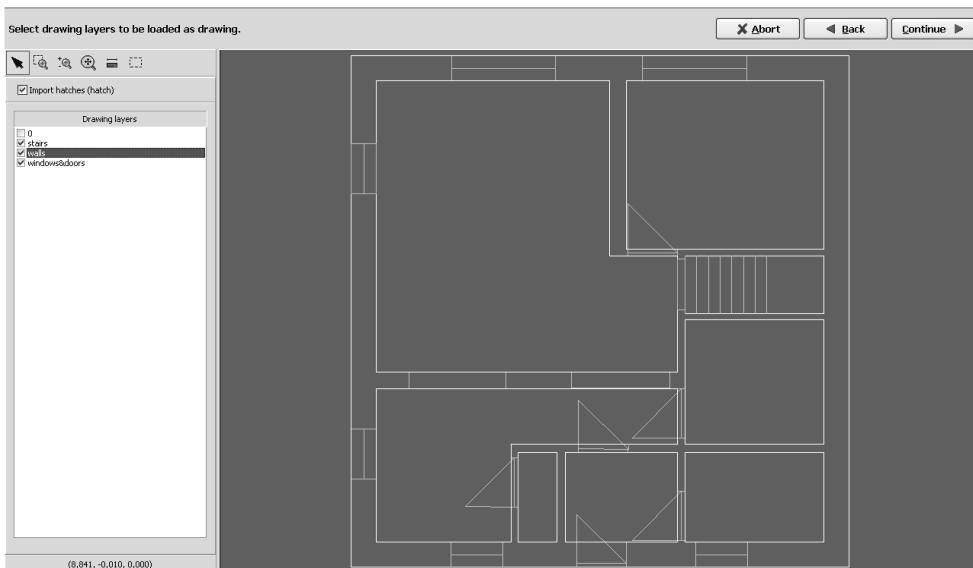 Select drawing layers to be loaded as drawing.
Abort
Back
Continue
Import hatches (hatch)
Drawing layers
0
stairs
walls
windows&doors
(8.841, -0.010, 0.000)